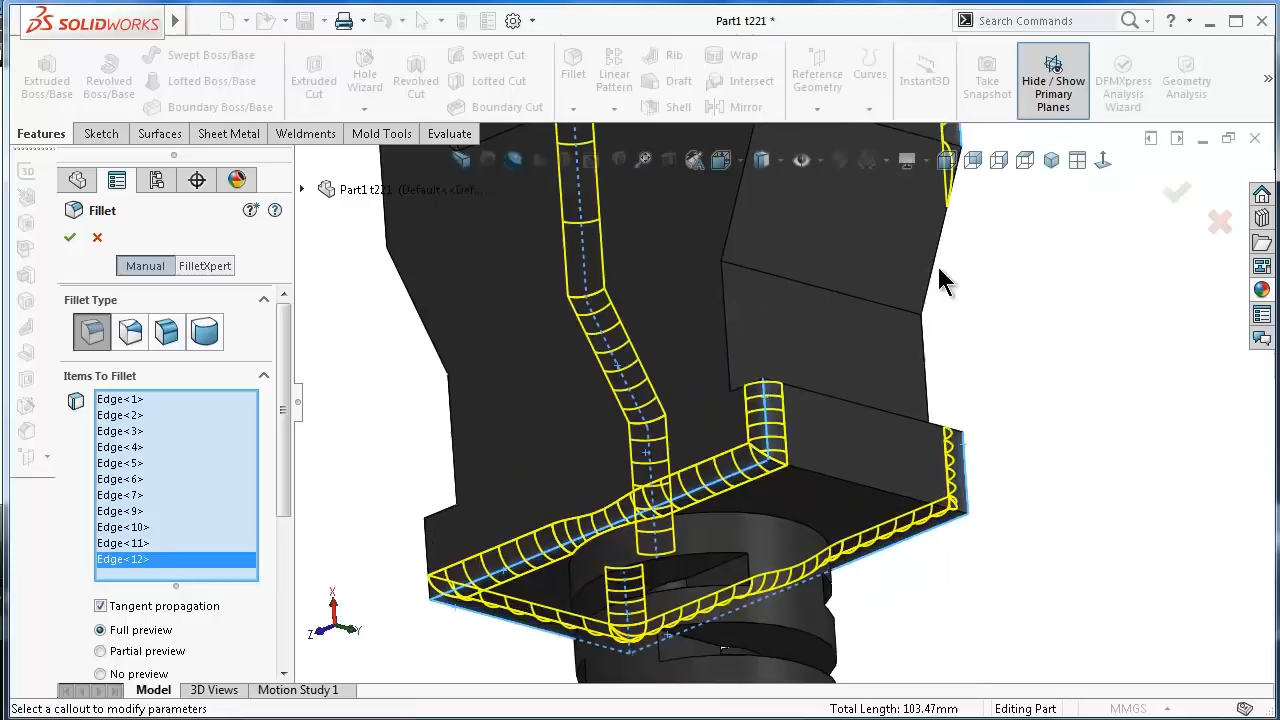 SOLIDWORKS
Part1 t221 *
Search Commands
?
Extruded Boss/Base
Revolved Boss/Base
Swept Boss/Base
Lofted Boss/Base
Boundary Boss/Base
Extruded Cut
Hole Wizard
Revolved Cut
Swept Cut
Lofted Cut
Boundary Cut
Fillet
Linear Pattern
Rib
Draft
Shell
Wrap
Intersect
Mirror
Reference Geometry
Curves
Instant3D
Take Snapshot
Hide / Show Primary Planes
DFMXpress Analysis Wizard
Geometry Analysis
Features
Sketch
Surfaces
Sheet Metal
Weldments
Mold Tools
Evaluate
3D
Part1 t221 (Default<<Def...
Fillet
Manual
FilletXpert
Fillet Type
Items To Fillet
Edge<1>
Edge<2>
Edge<3>
Edge<4>
Edge<5>
Edge<6>
Edge<7>
Edge<9>
Edge<10>
Edge<11>
Edge<12>
Tangent propagation
Full preview
Partial preview
No preview
X
Z
Y
Model
3D Views
Motion Study 1
Select a callout to modify parameters
Total Length: 103.47mm
Editing Part
MMGS